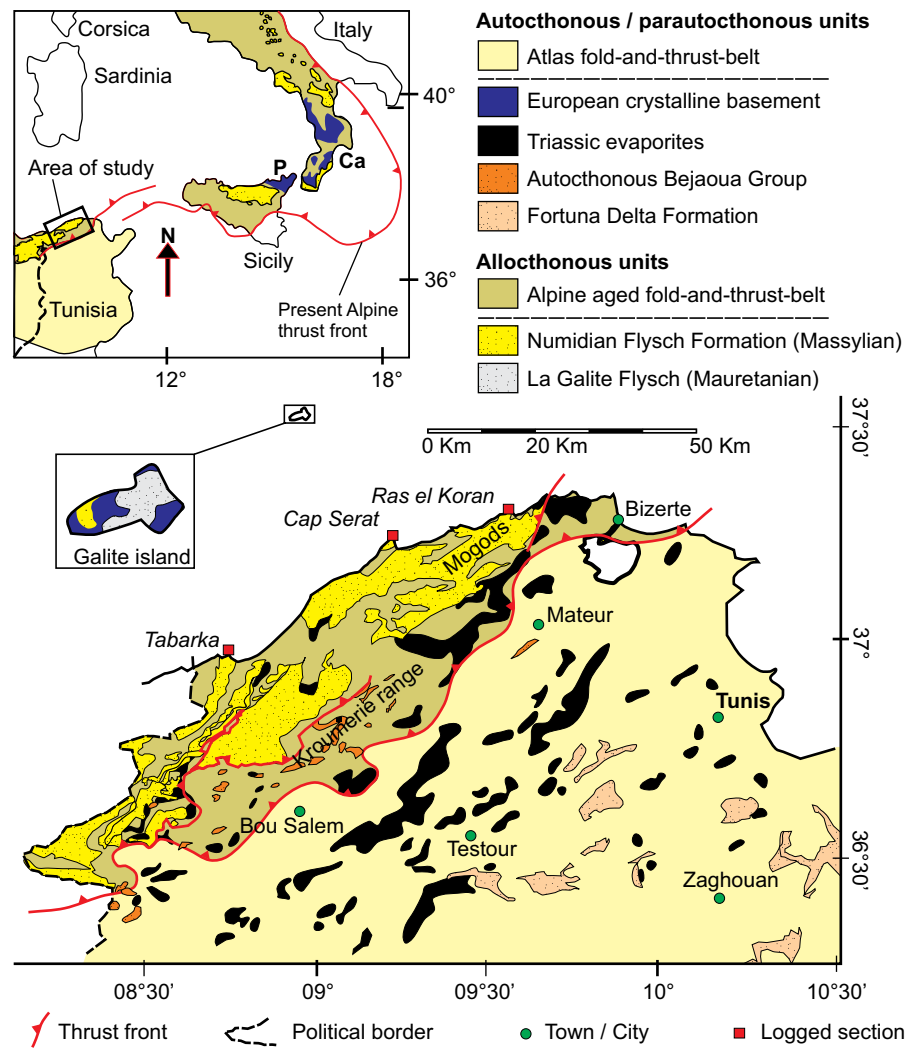 Corsica
Italy
Sardinia
40°
Area of study
P
Ca
N
Sicily
36°
Tunisia
Present Alpine
thrust front
12°
18°
Autocthonous / parautocthonous units
Atlas fold-and-thrust-belt
European crystalline basement
Triassic evaporites
Autocthonous Bejaoua Group
Fortuna Delta Formation
Allocthonous units
Alpine aged fold-and-thrust-belt
Numidian Flysch Formation (Massylian)
La Galite Flysch (Mauretanian)
37°30'
0 Km
20 Km
50 Km
Galite island
Ras el Koran
Cap Serat
Bizerte
Mogods
Mateur
Tabarka
37°
Kroumerie range
Tunis
Bou Salem
Testour
36°30'
Zaghouan
08°30'
09°
09°30'
10°
10°30'
Thrust front
Political border
Town / City
Logged section